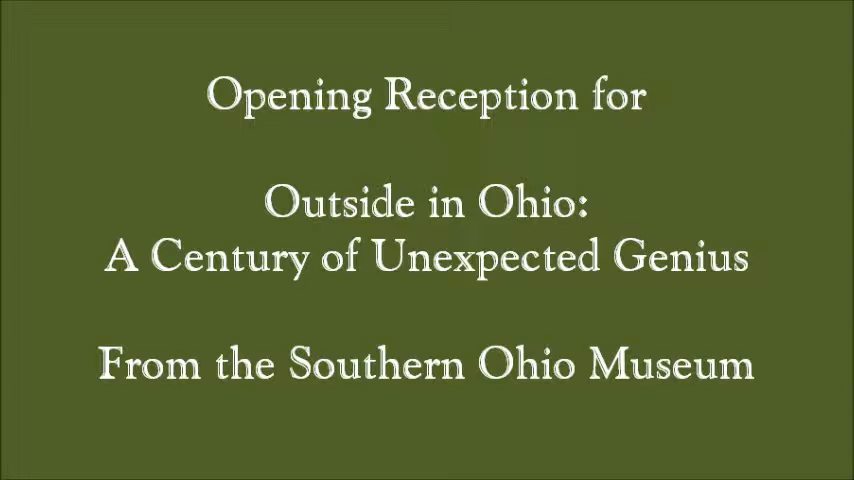 Opening Reception for
Outside in Ohio:
A Century of Unexpected Genius
From the Southern Ohio Museum